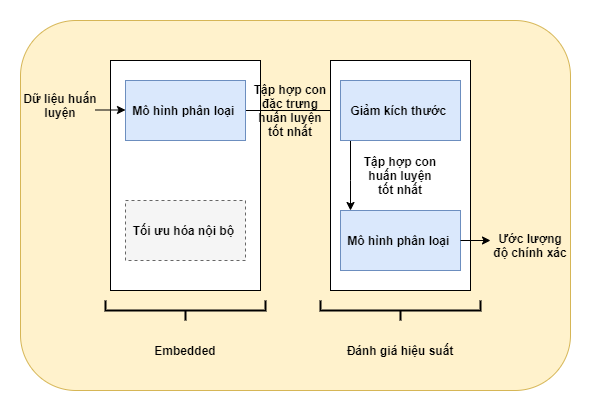 Dữ liệu huấn
luyện
Mô hình phân loại
Tập hợp con
đặc trưng
huấn luyện
tốt nhất
Giảm kích thước
Tập hợp con
huấn luyện
tốt nhất
Tối ưu hóa nội bộ
Mô hình phân loại
Ước lượng
độ chính xác
Embedded
Đánh giá hiệu suất